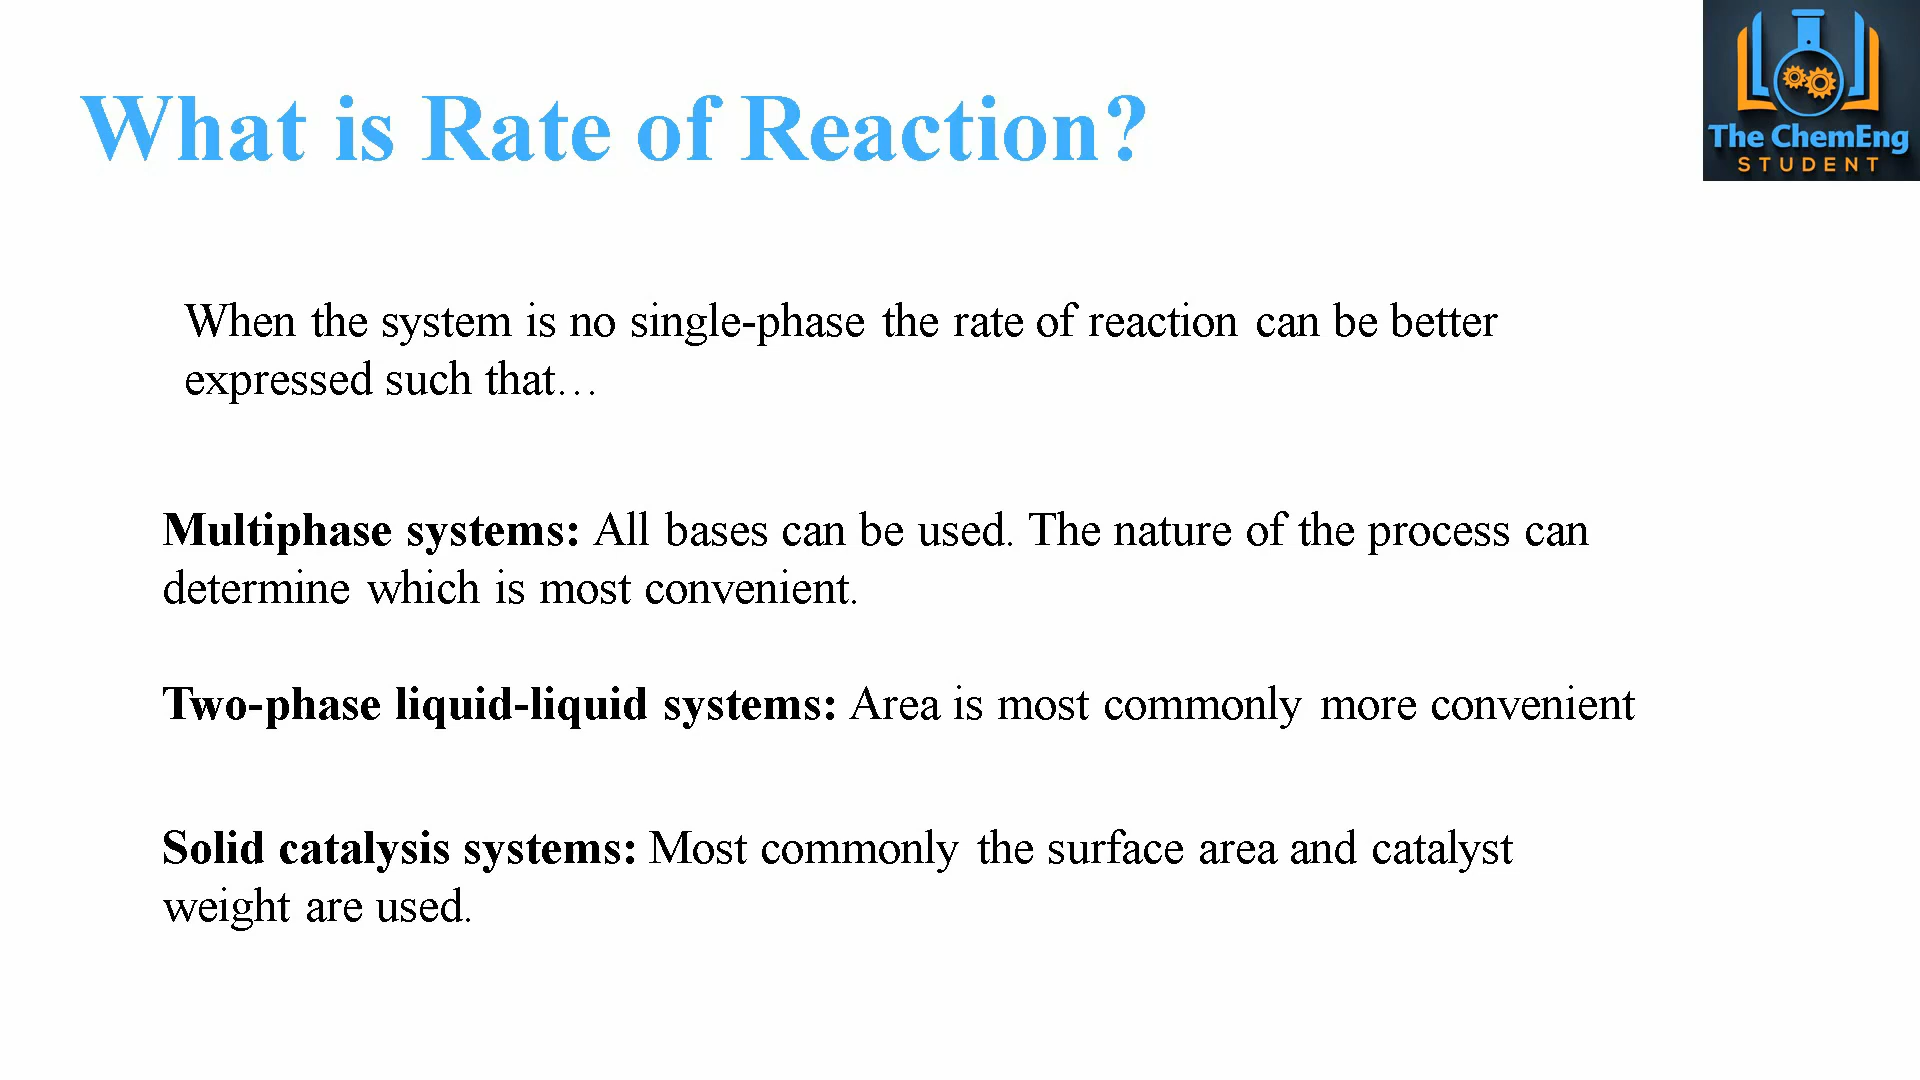 What is Rate of Reaction?
The ChemEng
STUDENT
When the system is no single-phase the rate of reaction can be better
expressed such that…
Multiphase systems: All bases can be used. The nature of the process can
determine which is most convenient.
Two-phase liquid-liquid systems: Area is most commonly more convenient
Solid catalysis systems: Most commonly the surface area and catalyst
weight are used.